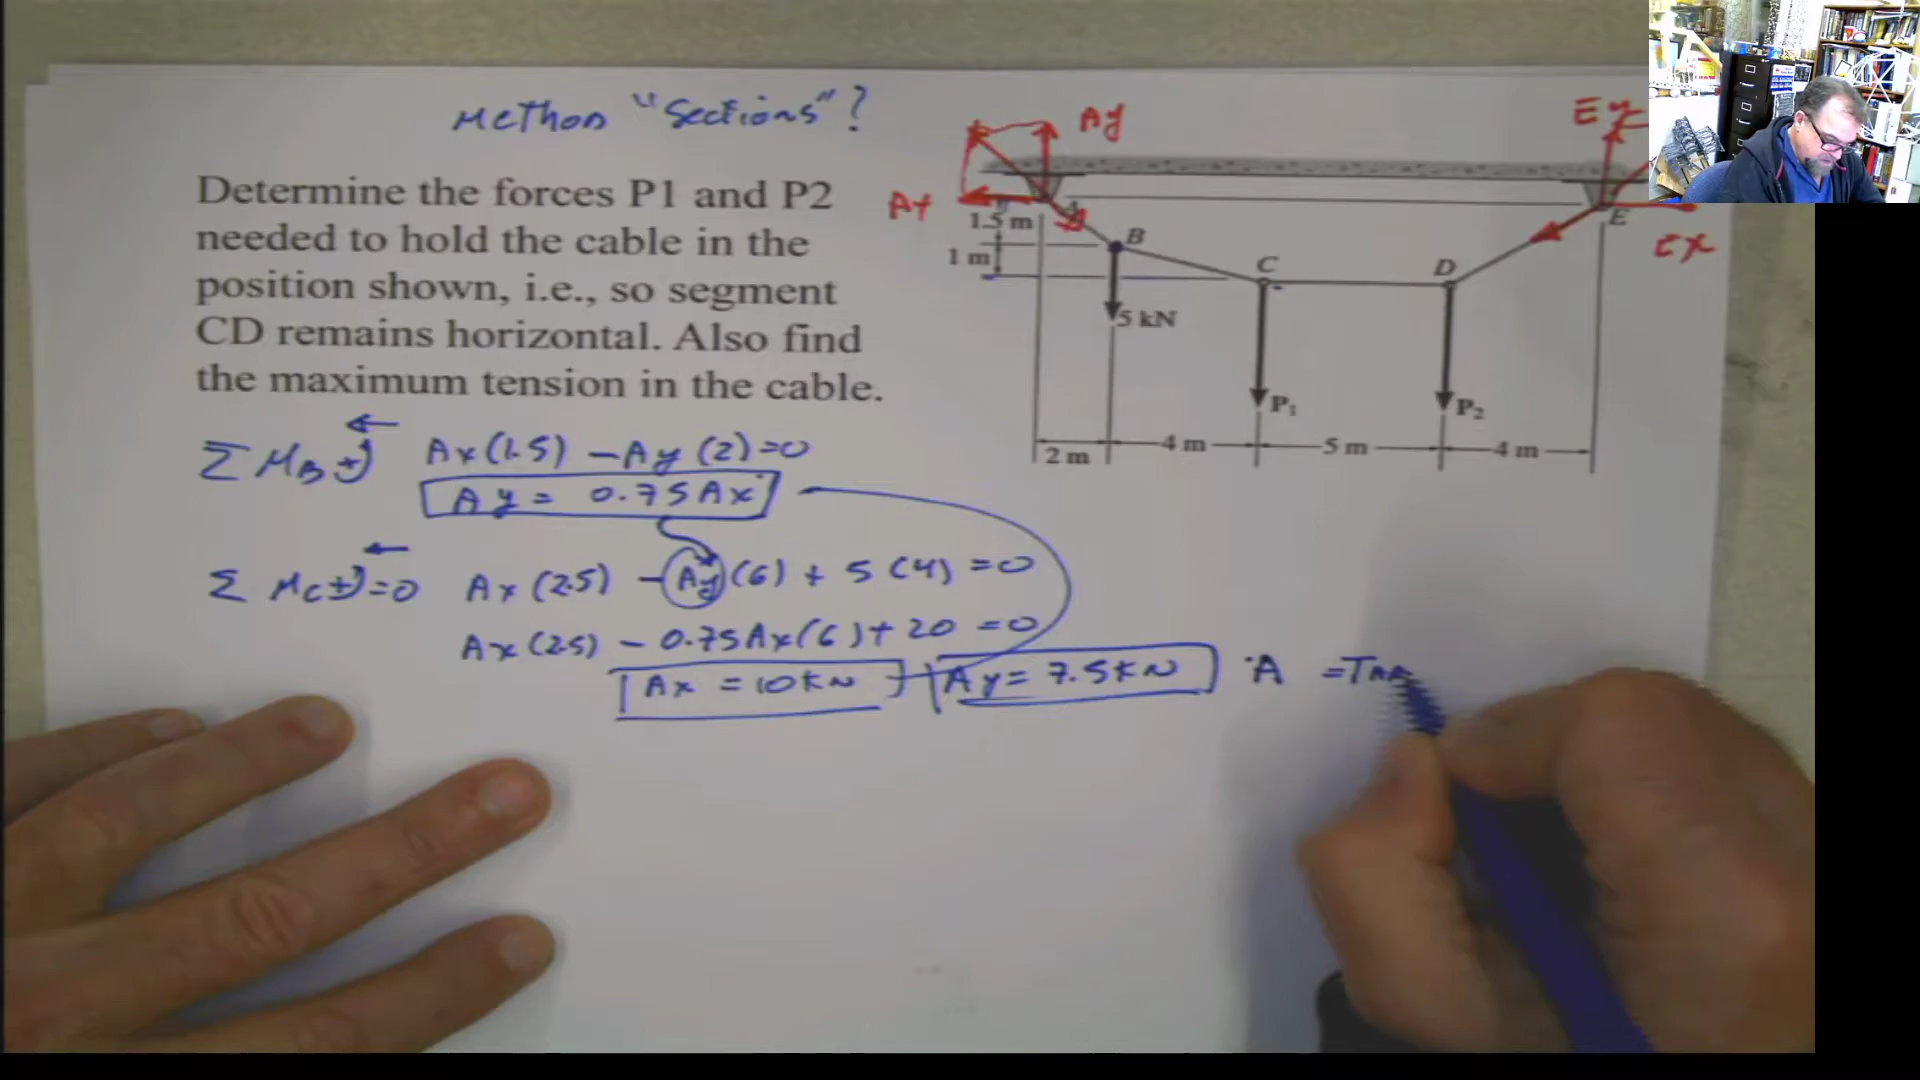 Method "Sections"?
Determine the forces P1 and P2
needed to hold the cable in the
position shown, i.e., so segment
CD remains horizontal. Also find
the maximum tension in the cable.
Ay
Ey
Ax
A
E
Ex
1.5 m
1 m
B
C
D
5 kN
P₁
P₂
2 m
4 m
5 m
4 m
ΣMB+ Ax(1.5) - Ay(2)=0
Ay = 0.75Ax
ΣMC+=0 Ax(2.5) - Ay(6) + 5(4) =0
Ax(2.5) - 0.75Ax(6) + 20 =0
Ax = 10kN Ay = 7.5kN A =TAB